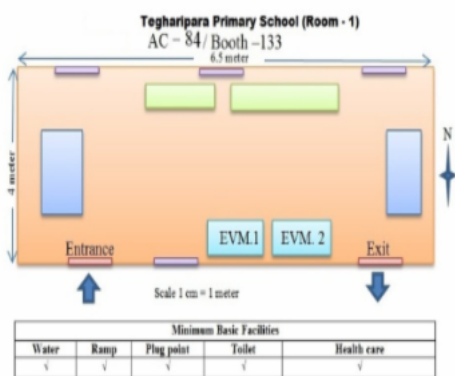 Tegharipara Primary School (Room - 1)
AC – 84/ Booth –133
6.5 meter
4 meter
N
EVM.1 EVM. 2
Entrance Exit
Scale 1 cm = 1 meter
Minimum Basic Facilities
Water Ramp Plug point Toilet Health care
√ √ √ √ √